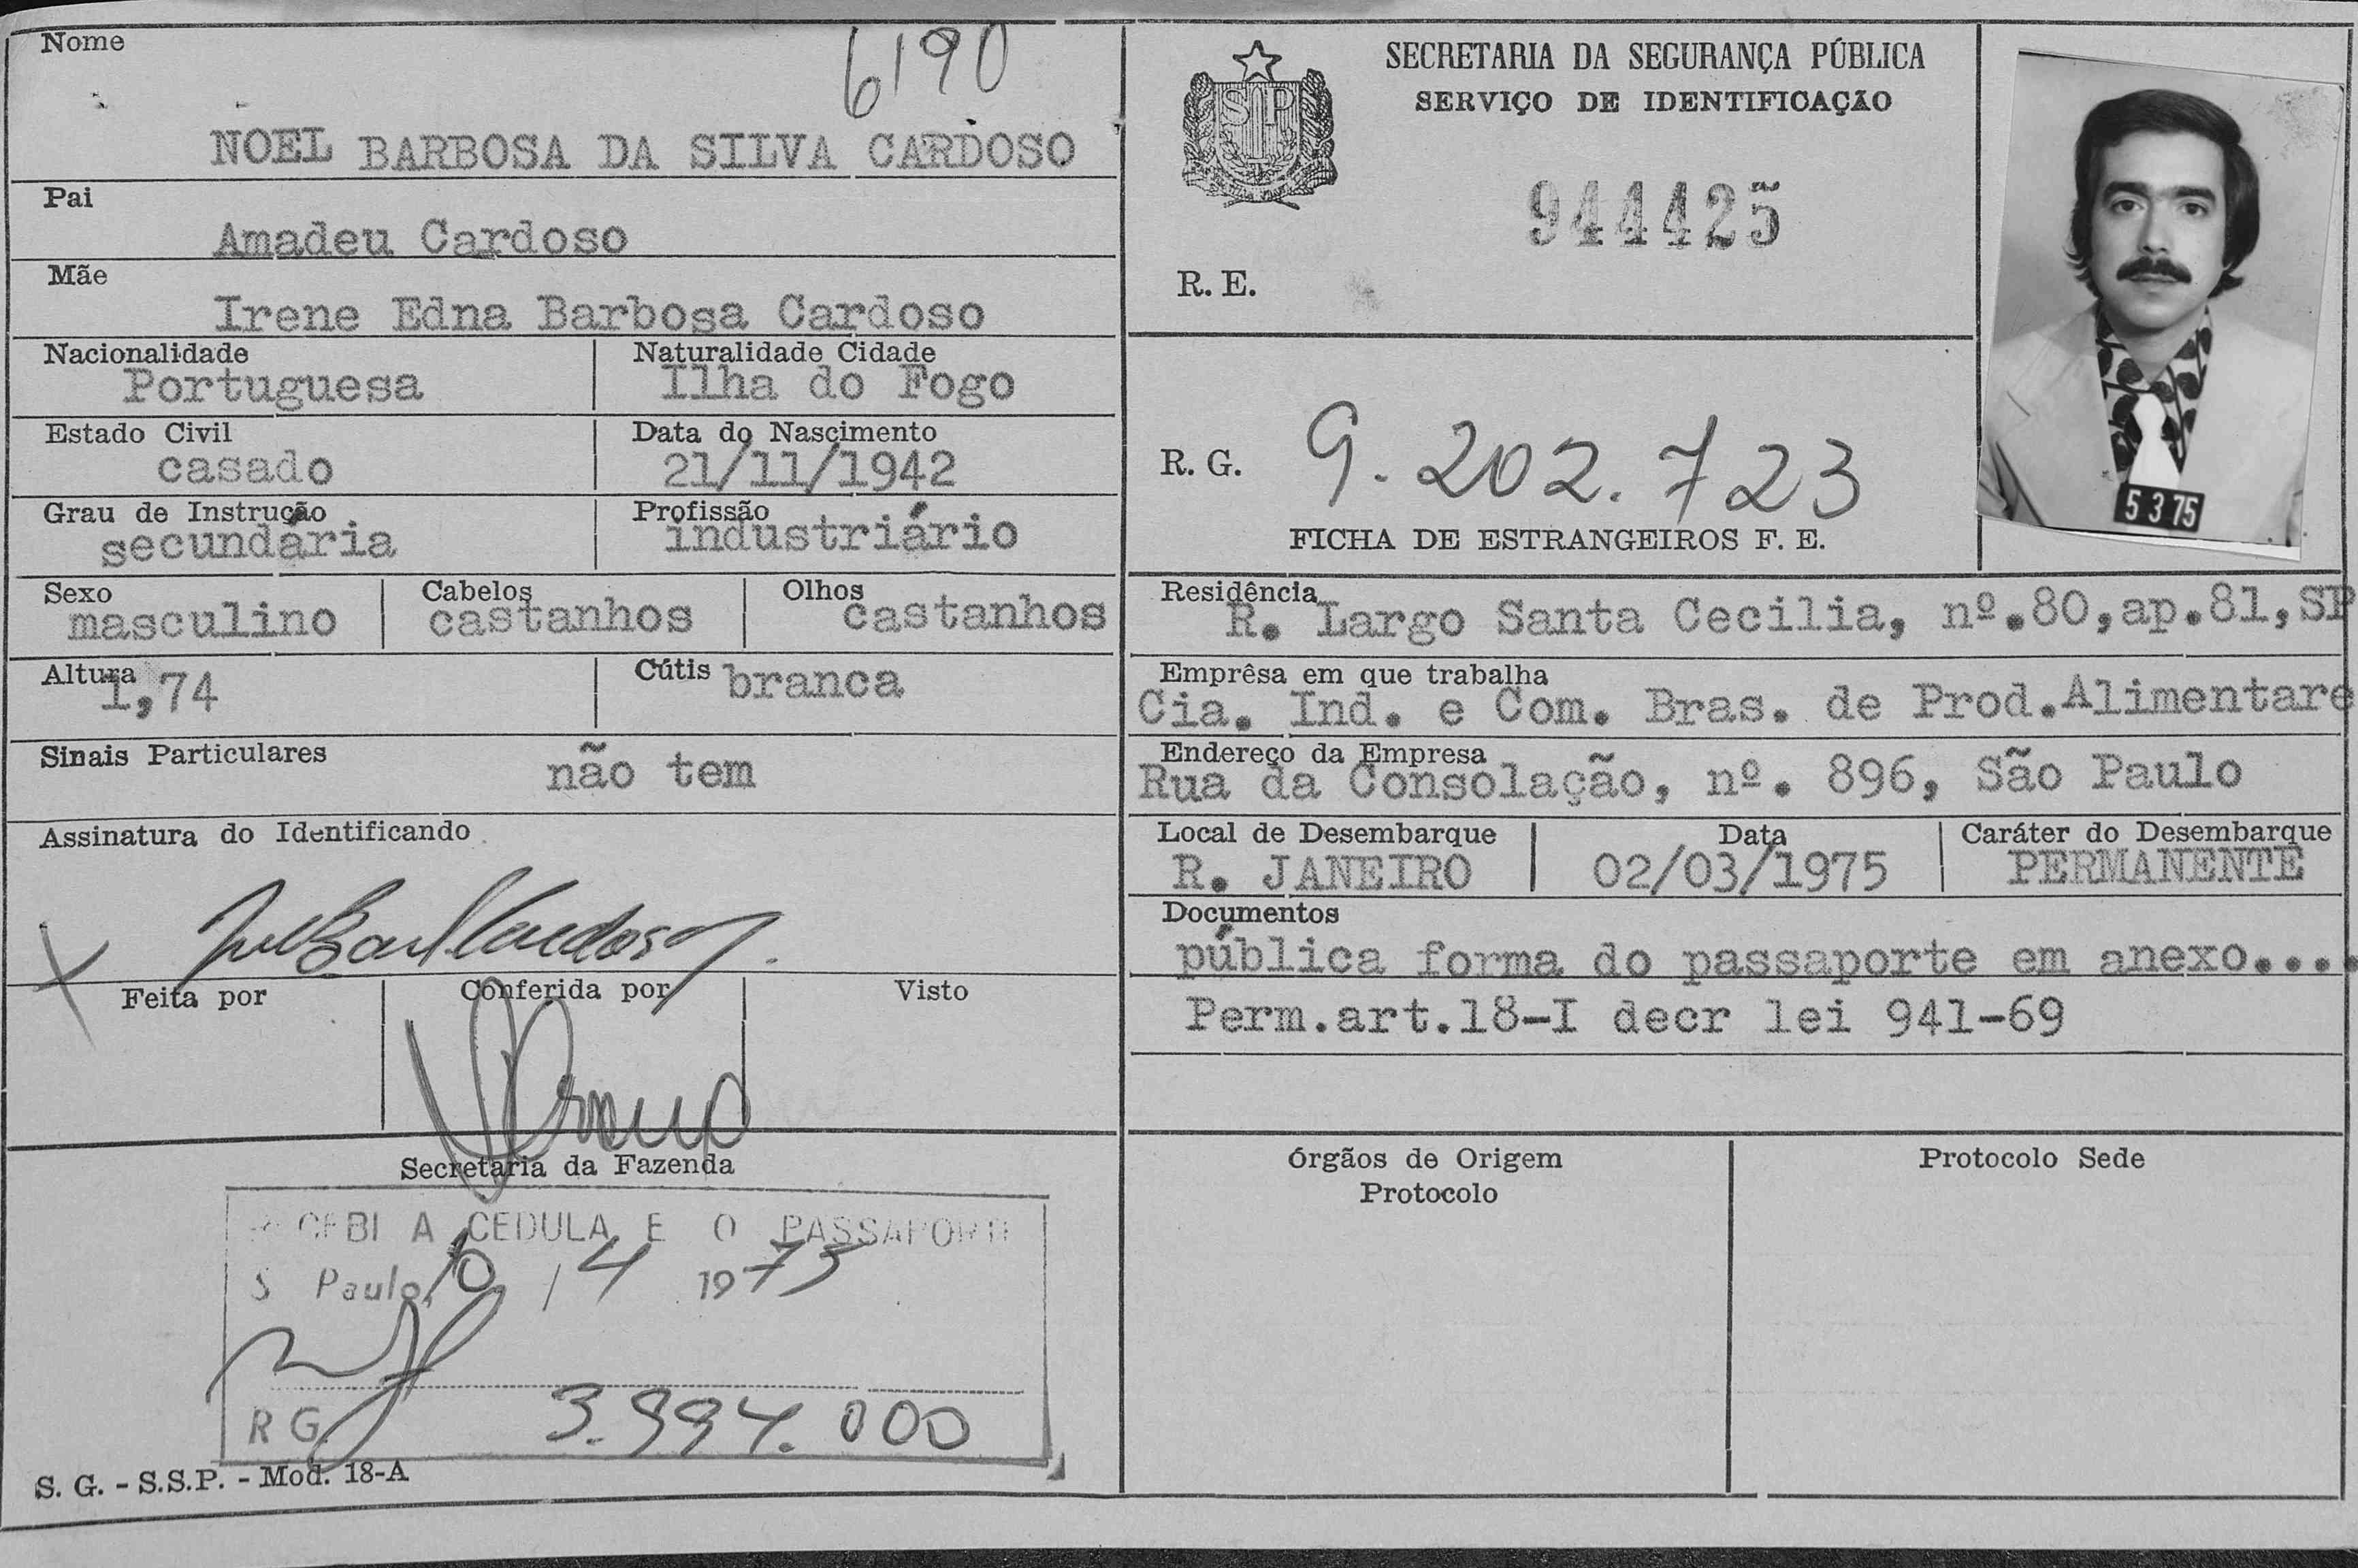 Nome
6190
NOEL BARBOSA DA SILVA CARDOSO
Pai
Amadeu Cardoso
Mãe
Irene Edna Barbosa Cardoso
Nacionalidade
Portuguesa
Naturalidade Cidade
Ilha do Fogo
Estado Civil
casado
Data do Nascimento
21/11/1942
Grau de Instrução
secundária
Profissão
industriário
Sexo
masculino
Cabelos
castanhos
Olhos
castanhos
Altura
1,74
Cútis branca
Sinais Particulares
não tem
Assinatura do Identificando
Feita por
Conferida por
Visto
Secretaria da Fazenda
RECEBI A CEDULA E O PASSAPORTE
S Paulo, 10 / 4 1975
RG 3.994.000
S. G. - S.S.P. - Mod. 18-A
SP
SECRETARIA DA SEGURANÇA PÚBLICA
SERVIÇO DE IDENTIFICAÇÃO
944425
R. E.
R. G. 9.202.723
FICHA DE ESTRANGEIROS F. E.
5 3 75
Residência
R. Largo Santa Cecilia, nº.80,ap.81,SP
Emprêsa em que trabalha
Cia. Ind. e Com. Bras. de Prod.Alimentare
Endereço da Empresa
Rua da Consolação, nº. 896, São Paulo
Local de Desembarque
R. JANEIRO
Data
02/03/1975
Caráter do Desembarque
PERMANENTE
Documentos
pública forma do passaporte em anexo....
Perm.art.18-I decr lei 941-69
órgãos de Origem
Protocolo
Protocolo Sede